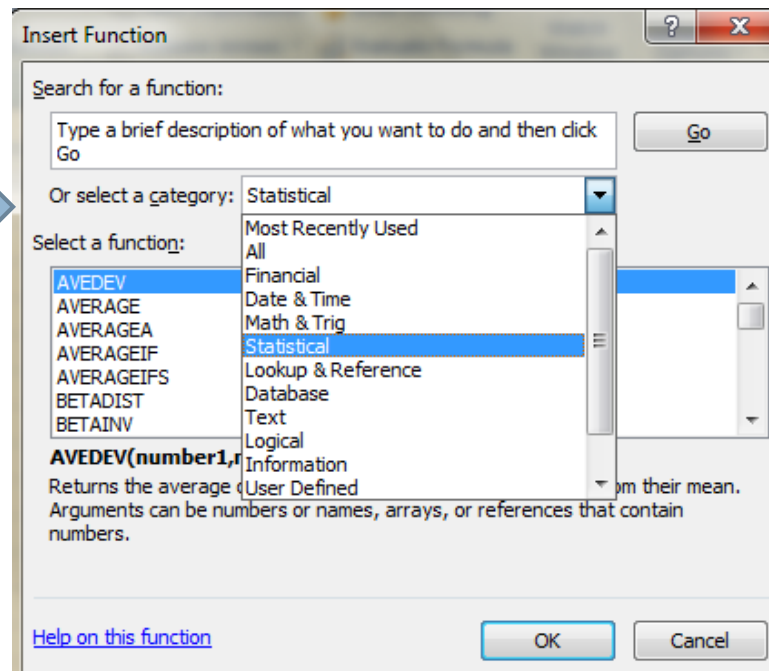 Insert Function
Search for a function:
Type a brief description of what you want to do and then click
Go
Go
Or select a category: Statistical
Most Recently Used
All
Financial
Date & Time
Math & Trig
Statistical
Lookup & Reference
Database
Text
Logical
Information
User Defined
Select a function:
AVEDEV
AVERAGE
AVERAGEA
AVERAGEIF
AVERAGEIFS
BETADIST
BETAINV
AVEDEV(number1,
Returns the average om their mean.
Arguments can be numbers or names, arrays, or references that contain
numbers.
Help on this function
OK
Cancel